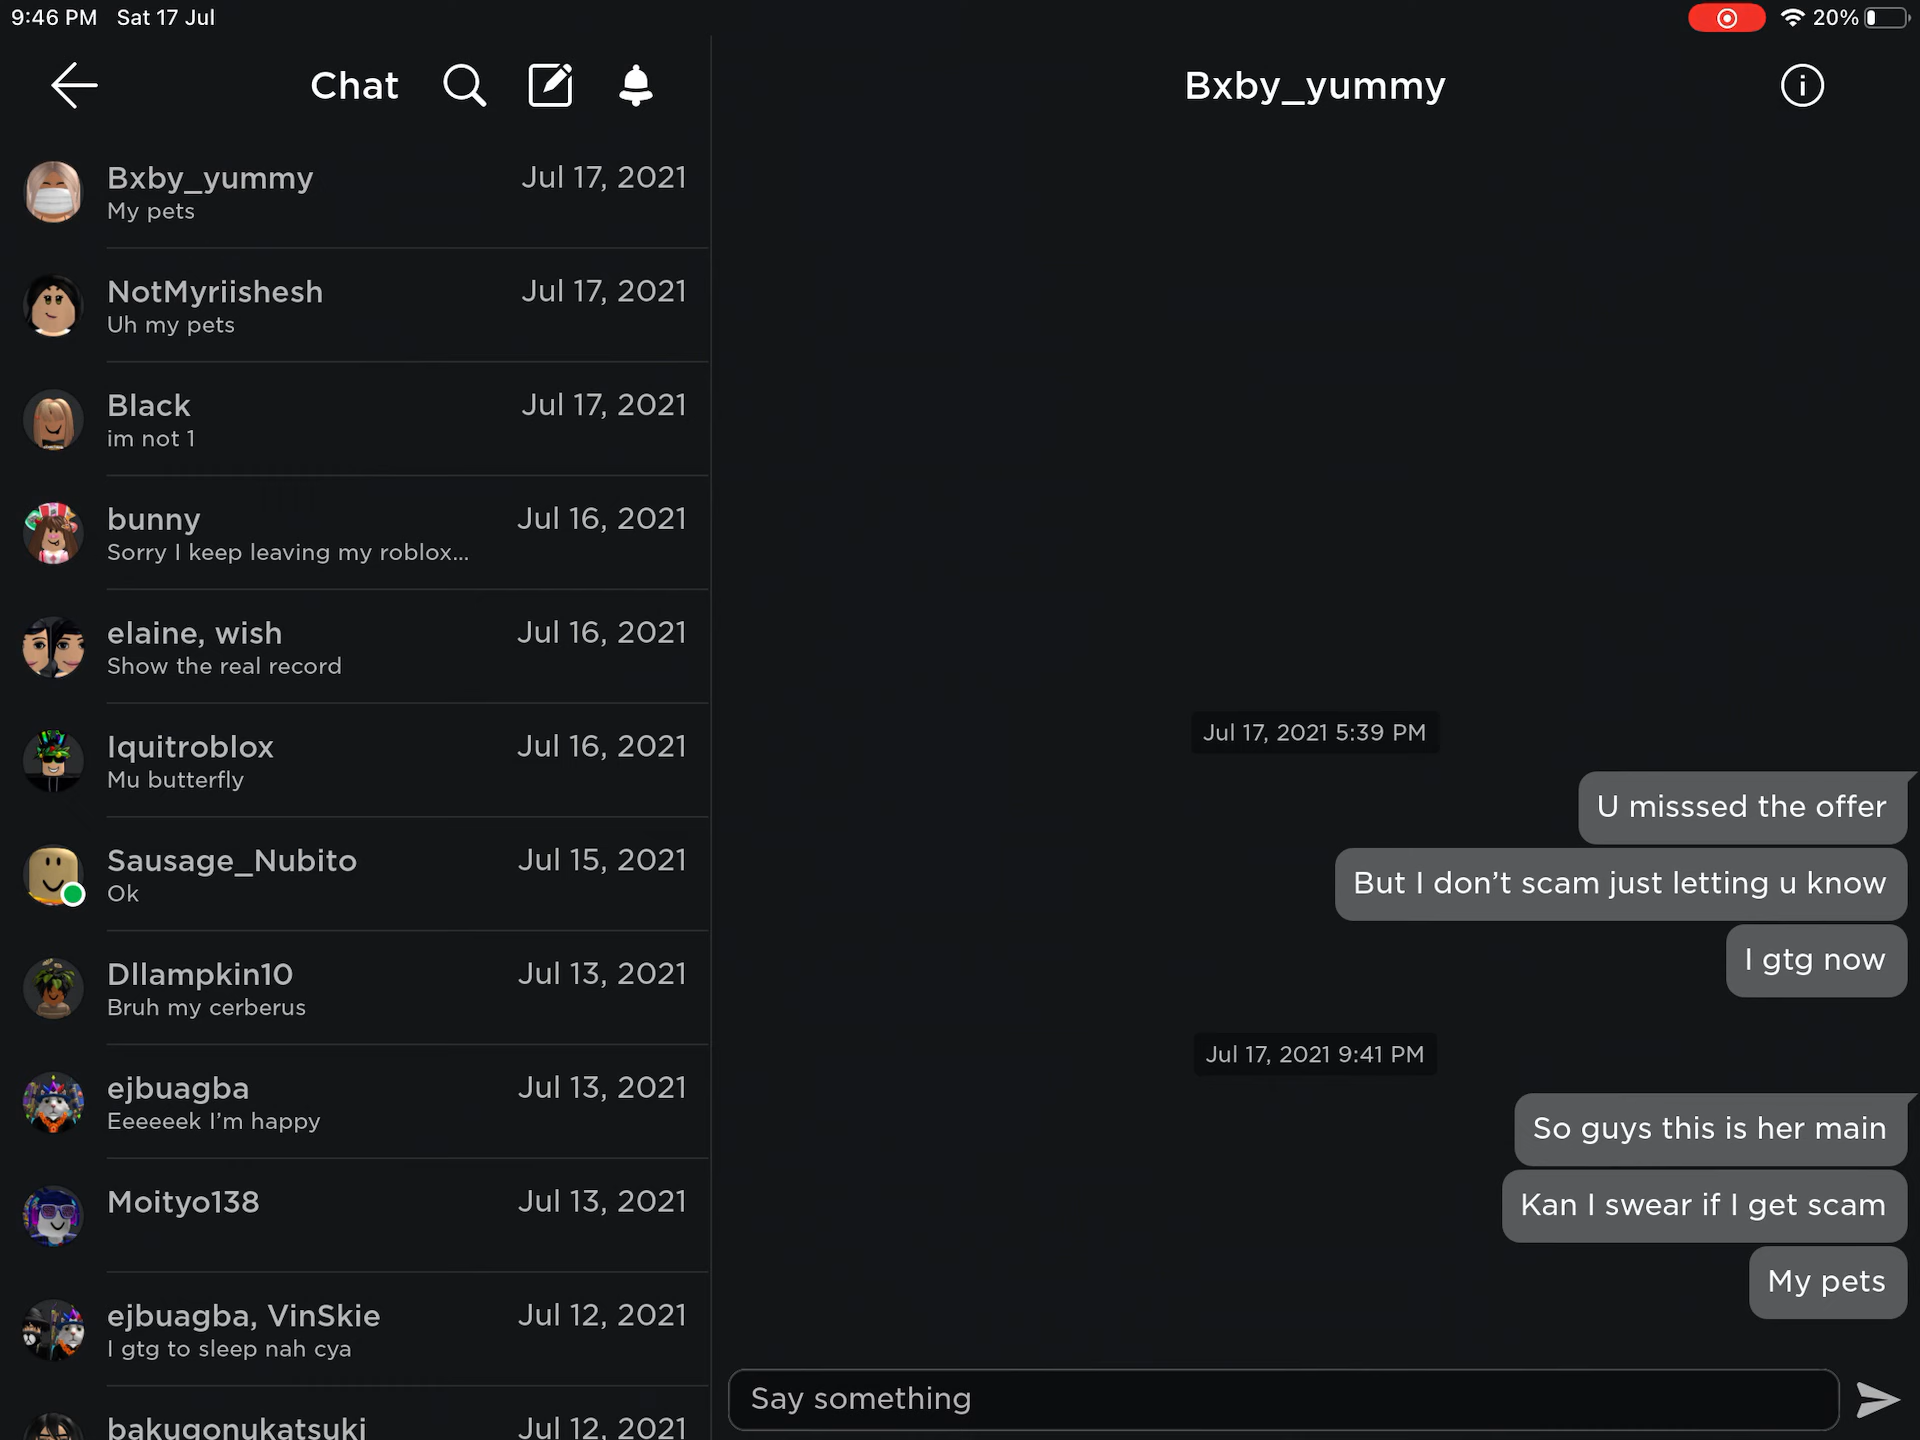 9:46 PM Sat 17 Jul
20%
Chat
Bxby_yummy Jul 17, 2021
My pets
NotMyriishesh Jul 17, 2021
Uh my pets
Black Jul 17, 2021
im not 1
bunny Jul 16, 2021
Sorry I keep leaving my roblox...
elaine, wish Jul 16, 2021
Show the real record
Iquitroblox Jul 16, 2021
Mu butterfly
Sausage_Nubito Jul 15, 2021
Ok
Dllampkin10 Jul 13, 2021
Bruh my cerberus
ejbuagba Jul 13, 2021
Eeeeeek I’m happy
Moityo138 Jul 13, 2021
ejbuagba, VinSkie Jul 12, 2021
I gtg to sleep nah cya
bakugonukatsuki Jul 12, 2021
Bxby_yummy
Jul 17, 2021 5:39 PM
U misssed the offer
But I don’t scam just letting u know
I gtg now
Jul 17, 2021 9:41 PM
So guys this is her main
Kan I swear if I get scam
My pets
Say something